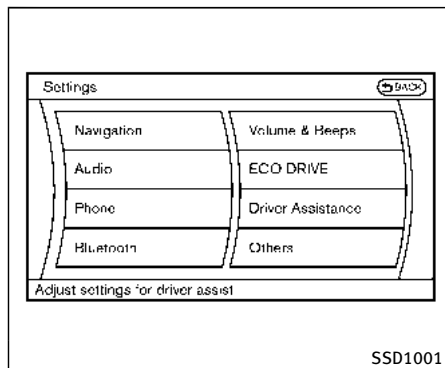 Settings
BACK
Navigation
Volume & Beeps
Audio
ECO DRIVE
Phone
Driver Assistance
Bluetooth
Others
Adjust settings for driver assist
SSD1001